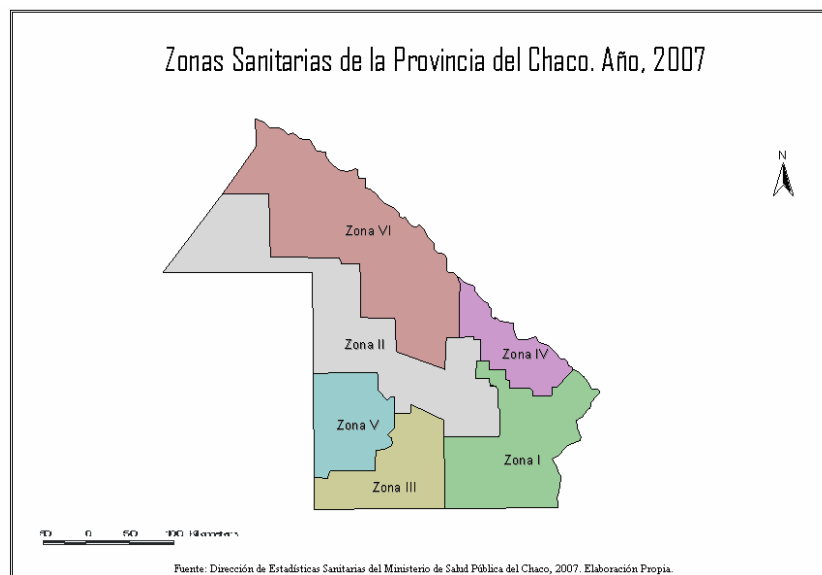 Zonas Sanitarias de la Provincia del Chaco. Año, 2007
N
Zona VI
Zona II
Zona IV
Zona V
Zona I
Zona III
0 50 100 Kilometers
Fuente: Dirección de Estadísticas Sanitarias del Ministerio de Salud Pública del Chaco, 2007. Elaboración Propia.